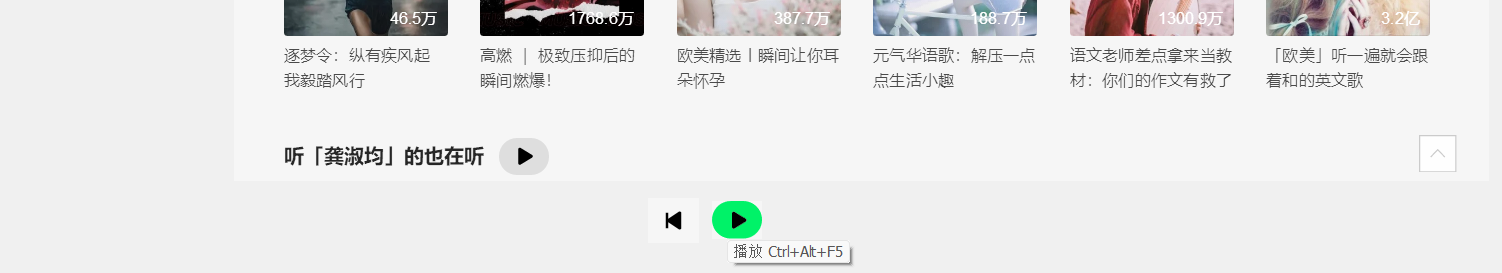 46.5万 1768.6万 387.7万 188.7万 1300.9万 3.2亿
逐梦令：纵有疾风起 高燃 ｜ 极致压抑后的 欧美精选丨瞬间让你耳 元气华语歌：解压一点 语文老师差点拿来当教 「欧美」听一遍就会跟
我毅踏风行 瞬间燃爆！ 朵怀孕 点生活小趣 材：你们的作文有救了 着和的英文歌
听「龚淑均」的也在听
播放 Ctrl+Alt+F5